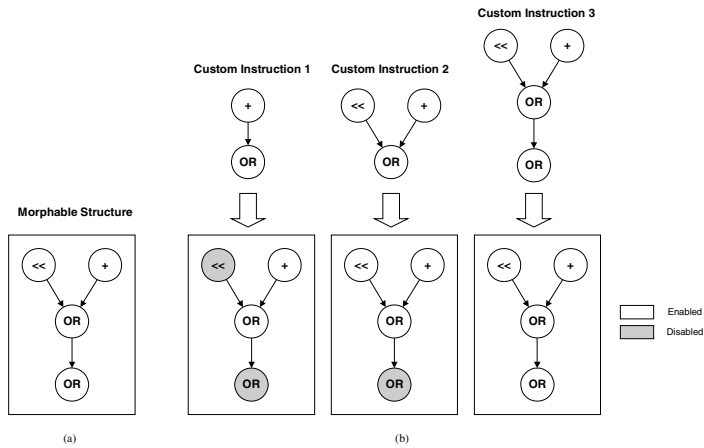 Custom Instruction 3
<< +
Custom Instruction 1 Custom Instruction 2
OR
+ << +
OR OR OR
Morphable Structure
<< + << + << + << +
OR OR OR OR
Enabled
Disabled
OR OR OR OR
(a) (b)